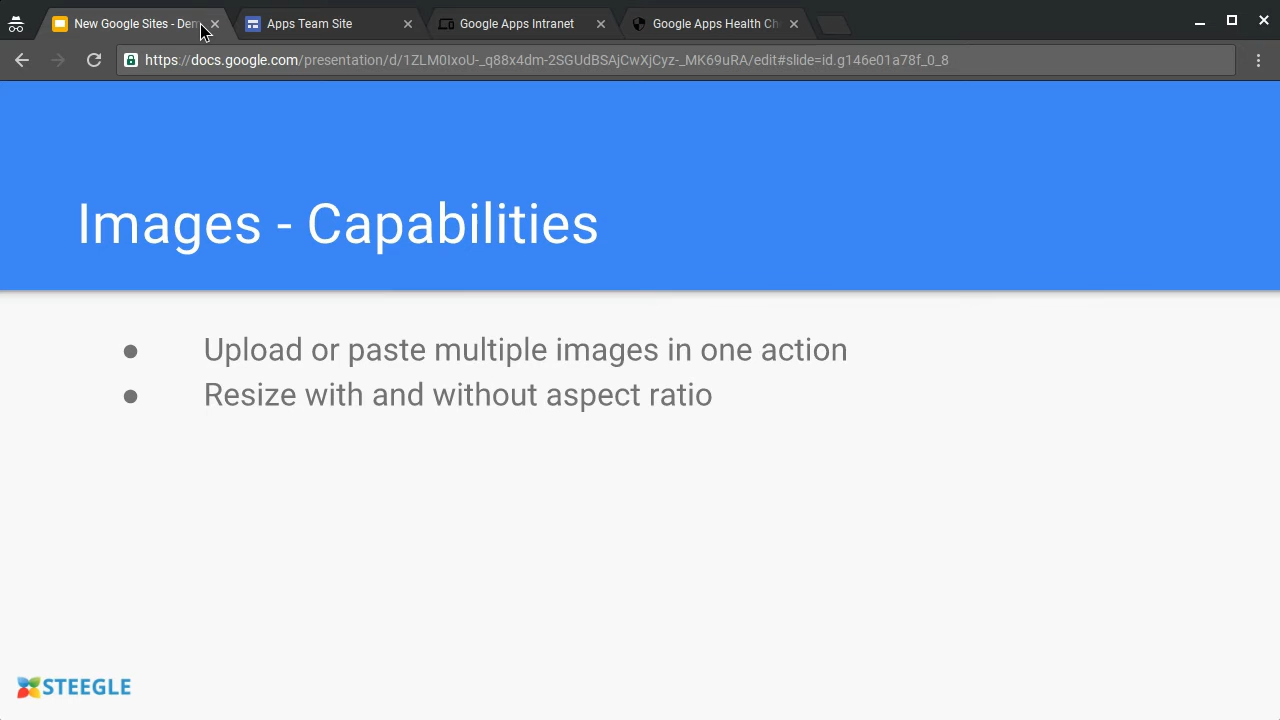 New Google Sites - Den
Apps Team Site
Google Apps Intranet
Google Apps Health Ch
https://docs.google.com/presentation/d/1ZLM0IxoU-_q88x4dm-2SGUdBSAjCwXjCyz-_MK69uRA/edit#slide=id.g146e01a78f_0_8
Images - Capabilities
● Upload or paste multiple images in one action
● Resize with and without aspect ratio
STEEGLE